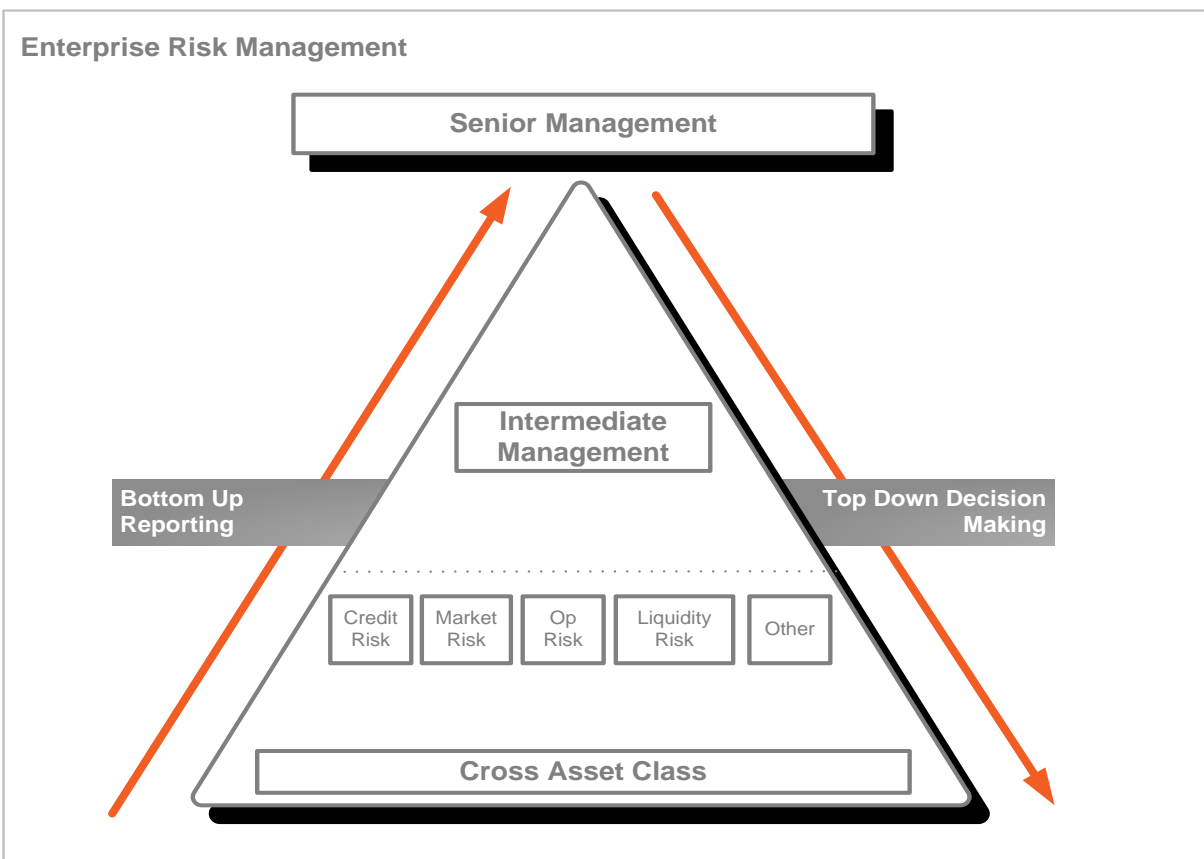 Enterprise Risk Management
Senior Management
Intermediate
Management
Bottom Up
Reporting
Top Down Decision
Making
Credit
Risk
Market
Risk
Op
Risk
Liquidity
Risk
Other
Cross Asset Class